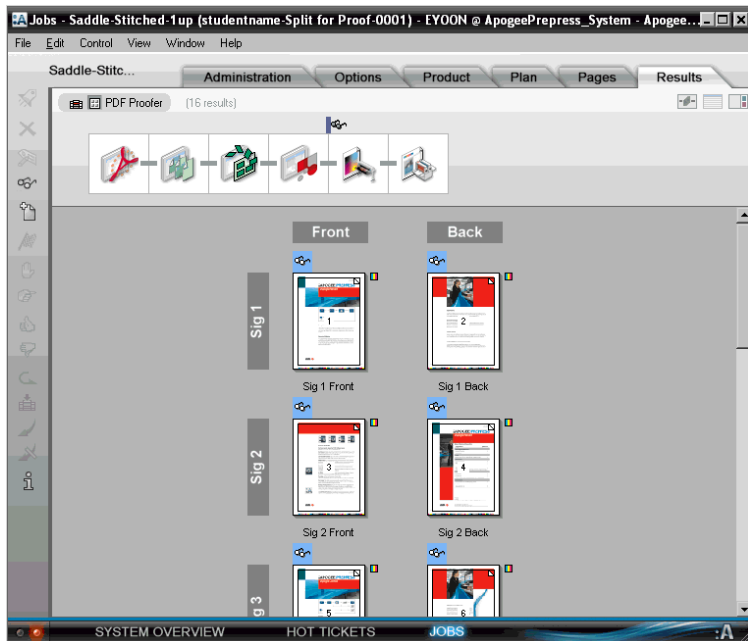 :A Jobs - Saddle-Stitched-1up (studentname-Split for Proof-0001) - EYOON @ ApogeePrepress_System - Apogee...
File Edit Control View Window Help
Saddle-Stitc...
Administration Options Product Plan Pages Results
PDF Proofer (16 results)
Front Back
Sig 1
1 2
Sig 1 Front Sig 1 Back
Sig 2
3 4
Sig 2 Front Sig 2 Back
5 6
SYSTEM OVERVIEW HOT TICKETS JOBS :A